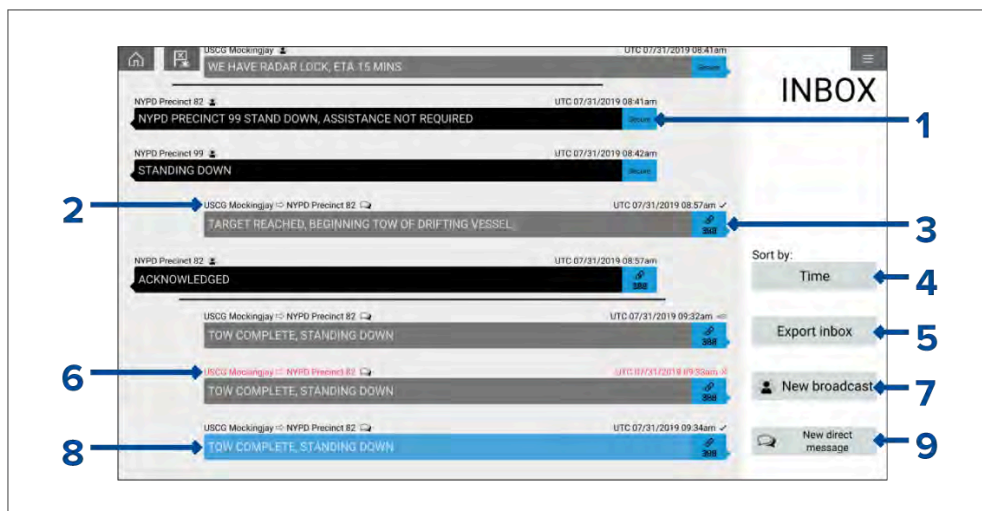 USCG Mockingjay UTC 07/31/2019 08:41am
WE HAVE RADAR LOCK, ETA 15 MINS Secure
INBOX
NYPD Precinct 82 UTC 07/31/2019 08:41am
NYPD PRECINCT 99 STAND DOWN, ASSISTANCE NOT REQUIRED Secure
1
NYPD Precinct 99 UTC 07/31/2019 08:42am
STANDING DOWN Secure
2
USCG Mockingjay ⇨ NYPD Precinct 82 UTC 07/31/2019 08:57am ✓
TARGET REACHED, BEGINNING TOW OF DRIFTING VESSEL
3
NYPD Precinct 82 UTC 07/31/2019 08:57am
ACKNOWLEDGED
Sort by:
Time
4
USCG Mockingjay ⇨ NYPD Precinct 82 UTC 07/31/2019 09:32am
TOW COMPLETE, STANDING DOWN
Export inbox
5
6
USCG Mockingjay ⇨ NYPD Precinct 82 UTC 07/31/2019 09:33am
TOW COMPLETE, STANDING DOWN
New broadcast
7
8
USCG Mockingjay ⇨ NYPD Precinct 82 UTC 07/31/2019 09:34am ✓
TOW COMPLETE, STANDING DOWN
New direct
message
9